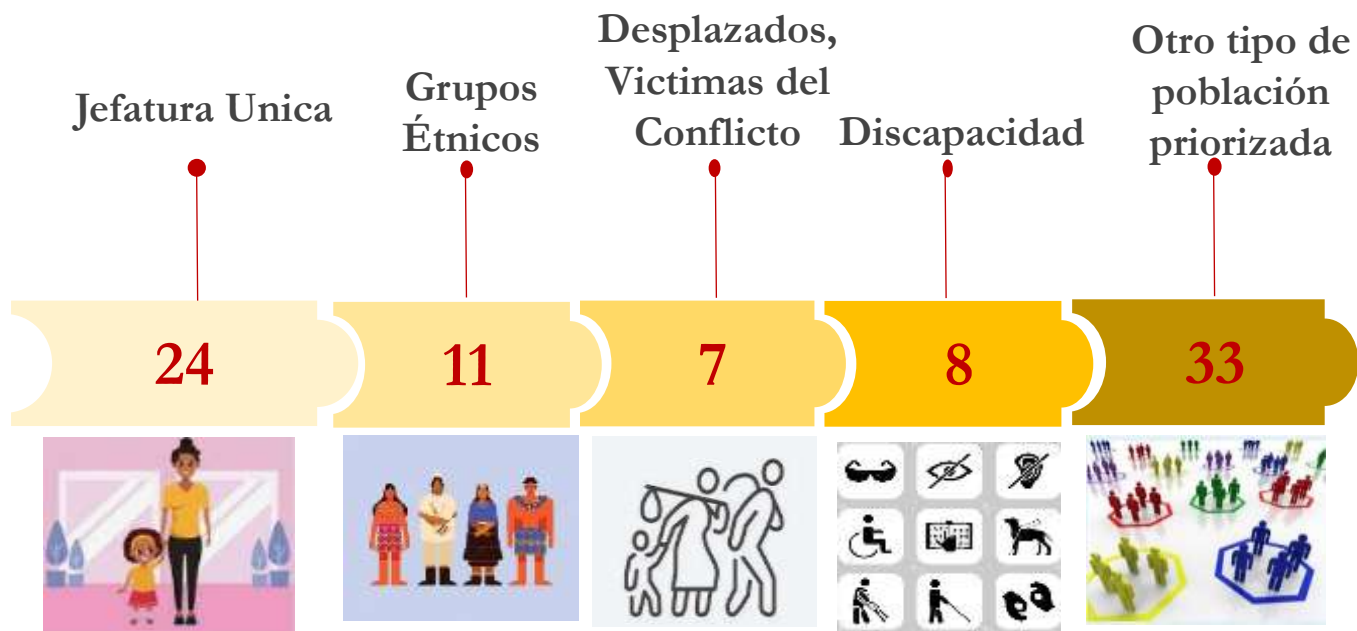 Jefatura Unica
24
Grupos
Étnicos
11
Desplazados,
Victimas del
Conflicto
7
Discapacidad
8
Otro tipo de
población
priorizada
33